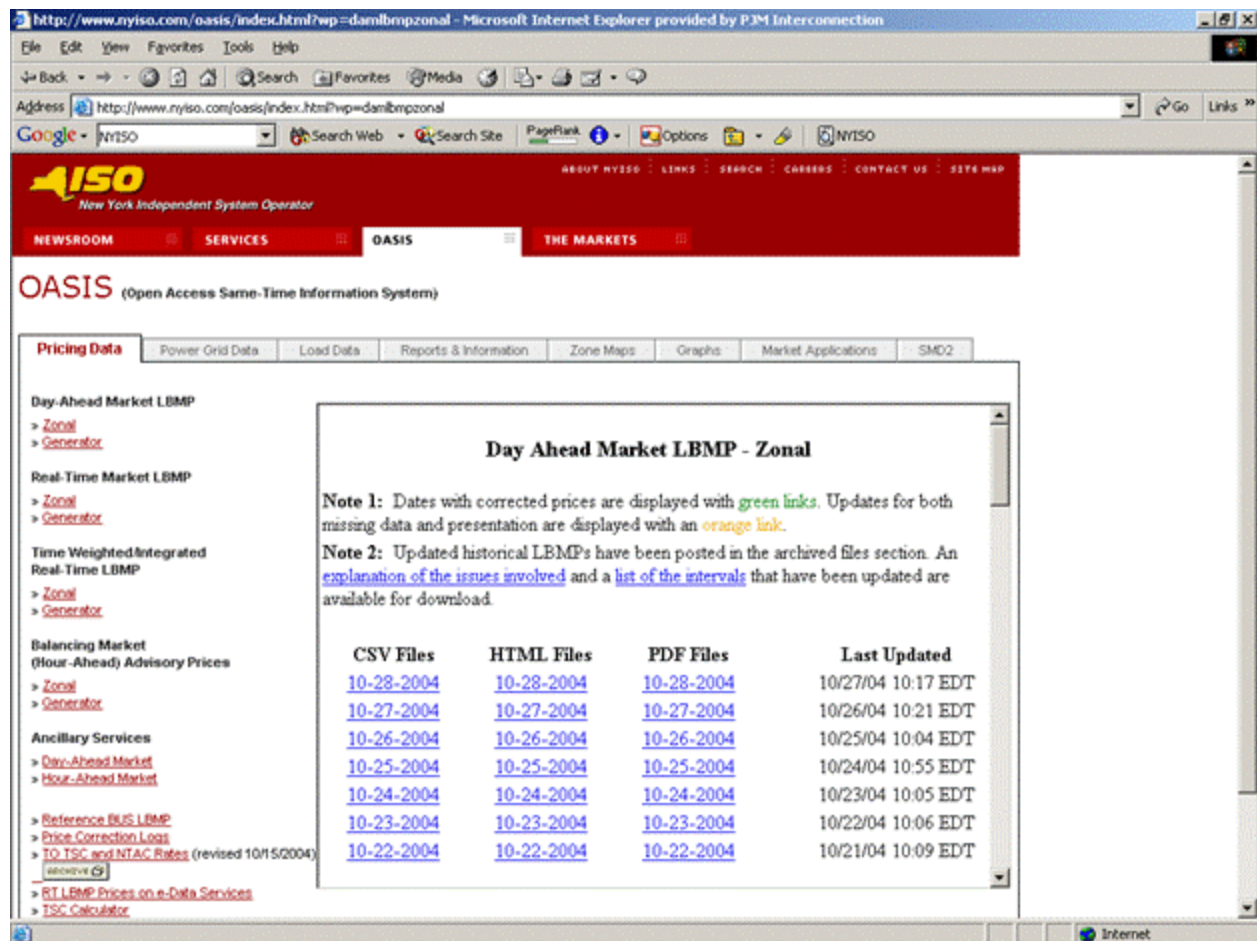 http://www.nyiso.com/oasis/index.html?wp=damlbmpzonal - Microsoft Internet Explorer provided by PJM Interconnection
File Edit View Favorites Tools Help
Back Search Favorites Media
Address http://www.nyiso.com/oasis/index.html?wp=damlbmpzonal Go Links »
Google NYISO Search Web Search Site PageRank Options NYISO
ABOUT NYISO LINKS SEARCH CAREERS CONTACT US SITE MAP
ISO
New York Independent System Operator
NEWSROOM SERVICES OASIS THE MARKETS
OASIS (Open Access Same-Time Information System)
Pricing Data Power Grid Data Load Data Reports & Information Zone Maps Graphs Market Applications SMD2
Day-Ahead Market LBMP
» Zonal
» Generator
Real-Time Market LBMP
» Zonal
» Generator
Time Weighted/Integrated
Real-Time LBMP
» Zonal
» Generator
Balancing Market
(Hour-Ahead) Advisory Prices
» Zonal
» Generator
Ancillary Services
» Day-Ahead Market
» Hour-Ahead Market
» Reference BUS LBMP
» Price Correction Logs
» TO TSC and NTAC Rates (revised 10/15/2004)
ARCHIVE
» RT LBMP Prices on e-Data Services
» TSC Calculator
Day Ahead Market LBMP - Zonal
Note 1: Dates with corrected prices are displayed with green links. Updates for both
missing data and presentation are displayed with an orange link.
Note 2: Updated historical LBMPs have been posted in the archived files section. An
explanation of the issues involved and a list of the intervals that have been updated are
available for download.
CSV Files HTML Files PDF Files Last Updated
10-28-2004 10-28-2004 10-28-2004 10/27/04 10:17 EDT
10-27-2004 10-27-2004 10-27-2004 10/26/04 10:21 EDT
10-26-2004 10-26-2004 10-26-2004 10/25/04 10:04 EDT
10-25-2004 10-25-2004 10-25-2004 10/24/04 10:55 EDT
10-24-2004 10-24-2004 10-24-2004 10/23/04 10:05 EDT
10-23-2004 10-23-2004 10-23-2004 10/22/04 10:06 EDT
10-22-2004 10-22-2004 10-22-2004 10/21/04 10:09 EDT
Internet